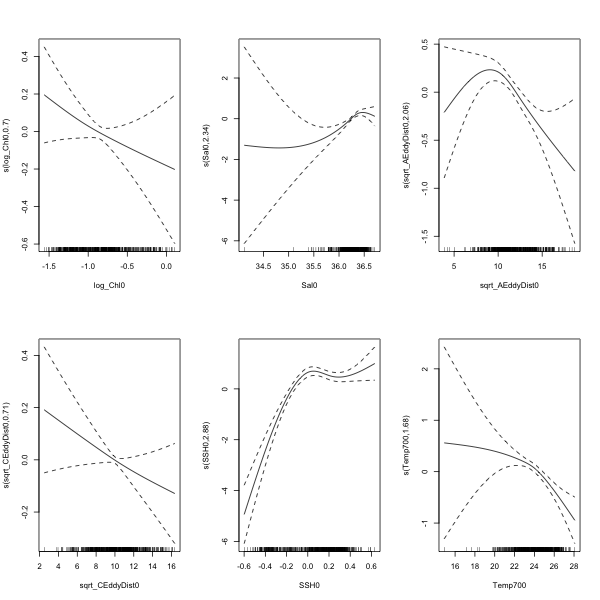 s(log_Chl0,0.7)
0.4
0.2
0.0
-0.2
-0.4
-0.6
-1.5 -1.0 -0.5 0.0
log_Chl0
s(Sal0,2.34)
2
0
-2
-4
-6
34.5 35.0 35.5 36.0 36.5
Sal0
s(sqrt_AEddyDist0,2.06)
0.5
0.0
-0.5
-1.0
-1.5
5 10 15
sqrt_AEddyDist0
s(sqrt_CEddyDist0,0.71)
0.4
0.2
0.0
-0.2
2 4 6 8 10 12 14 16
sqrt_CEddyDist0
s(SSH0,2.88)
0
-2
-4
-6
-0.6 -0.4 -0.2 0.0 0.2 0.4 0.6
SSH0
s(Temp700,1.68)
2
1
0
-1
16 18 20 22 24 26 28
Temp700